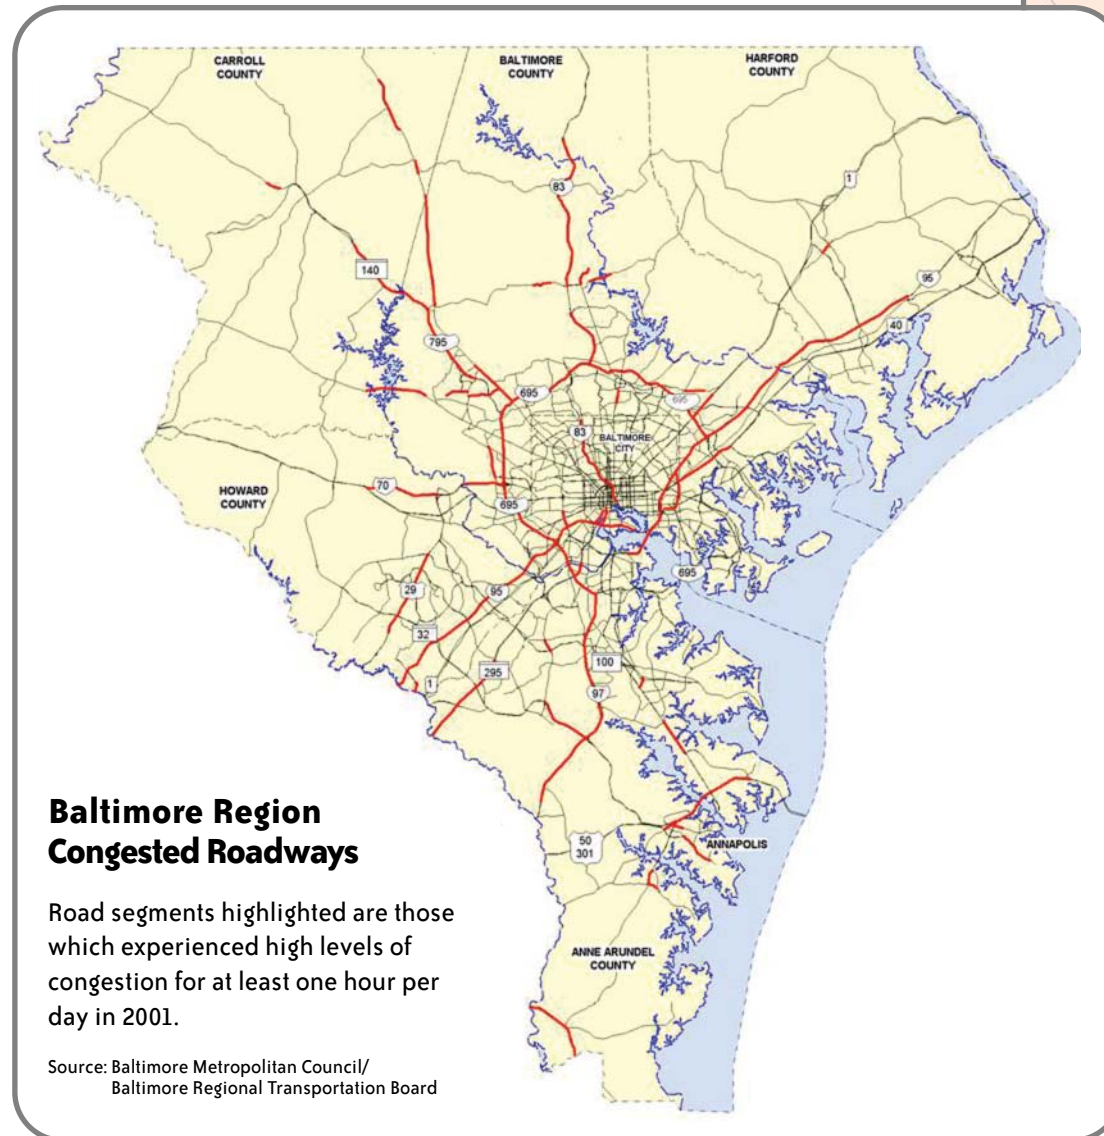 CARROLL
COUNTY
BALTIMORE
COUNTY
HARFORD
COUNTY
1
83
140
95
40
795
695
695
83
BALTIMORE
CITY
70
HOWARD
COUNTY
695
695
29
95
32
100
295
1
97
Baltimore Region
Congested Roadways
50
301
ANNAPOLIS
Road segments highlighted are those
which experienced high levels of
congestion for at least one hour per
day in 2001.
ANNE ARUNDEL
COUNTY
Source: Baltimore Metropolitan Council/
Baltimore Regional Transportation Board